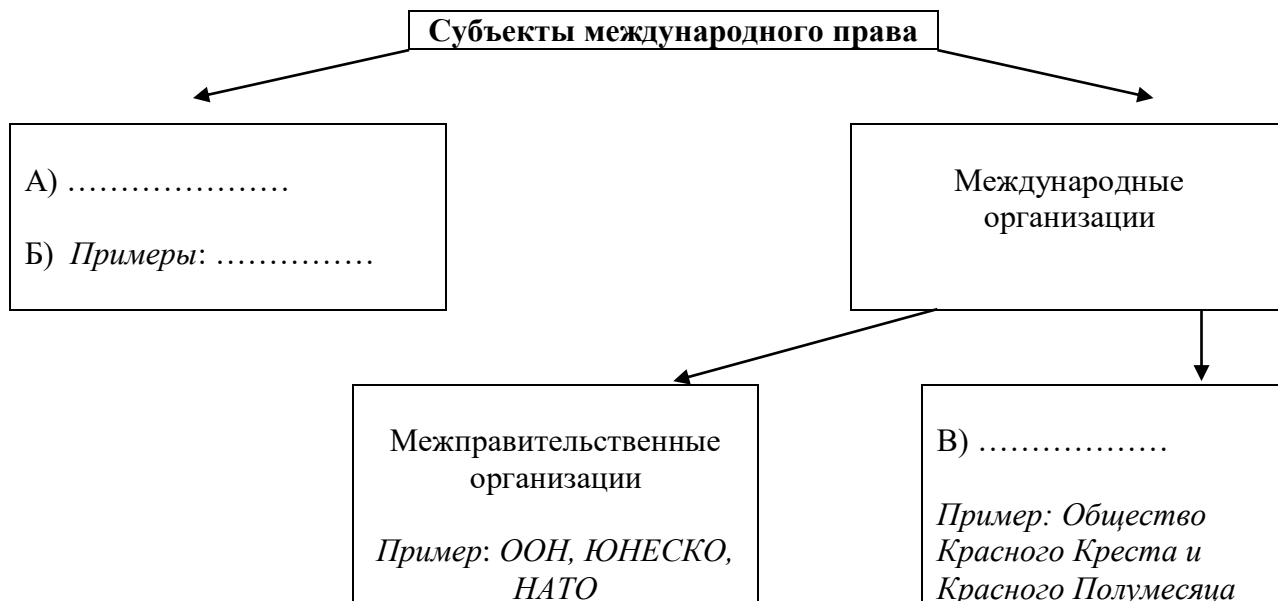 Субъекты международного права
А) …………………
Б) Примеры: ……………
Международные
организации
Межправительственные
организации
Пример: ООН, ЮНЕСКО,
НАТО
В) ………………
Пример: Общество
Красного Креста и
Красного Полумесяца